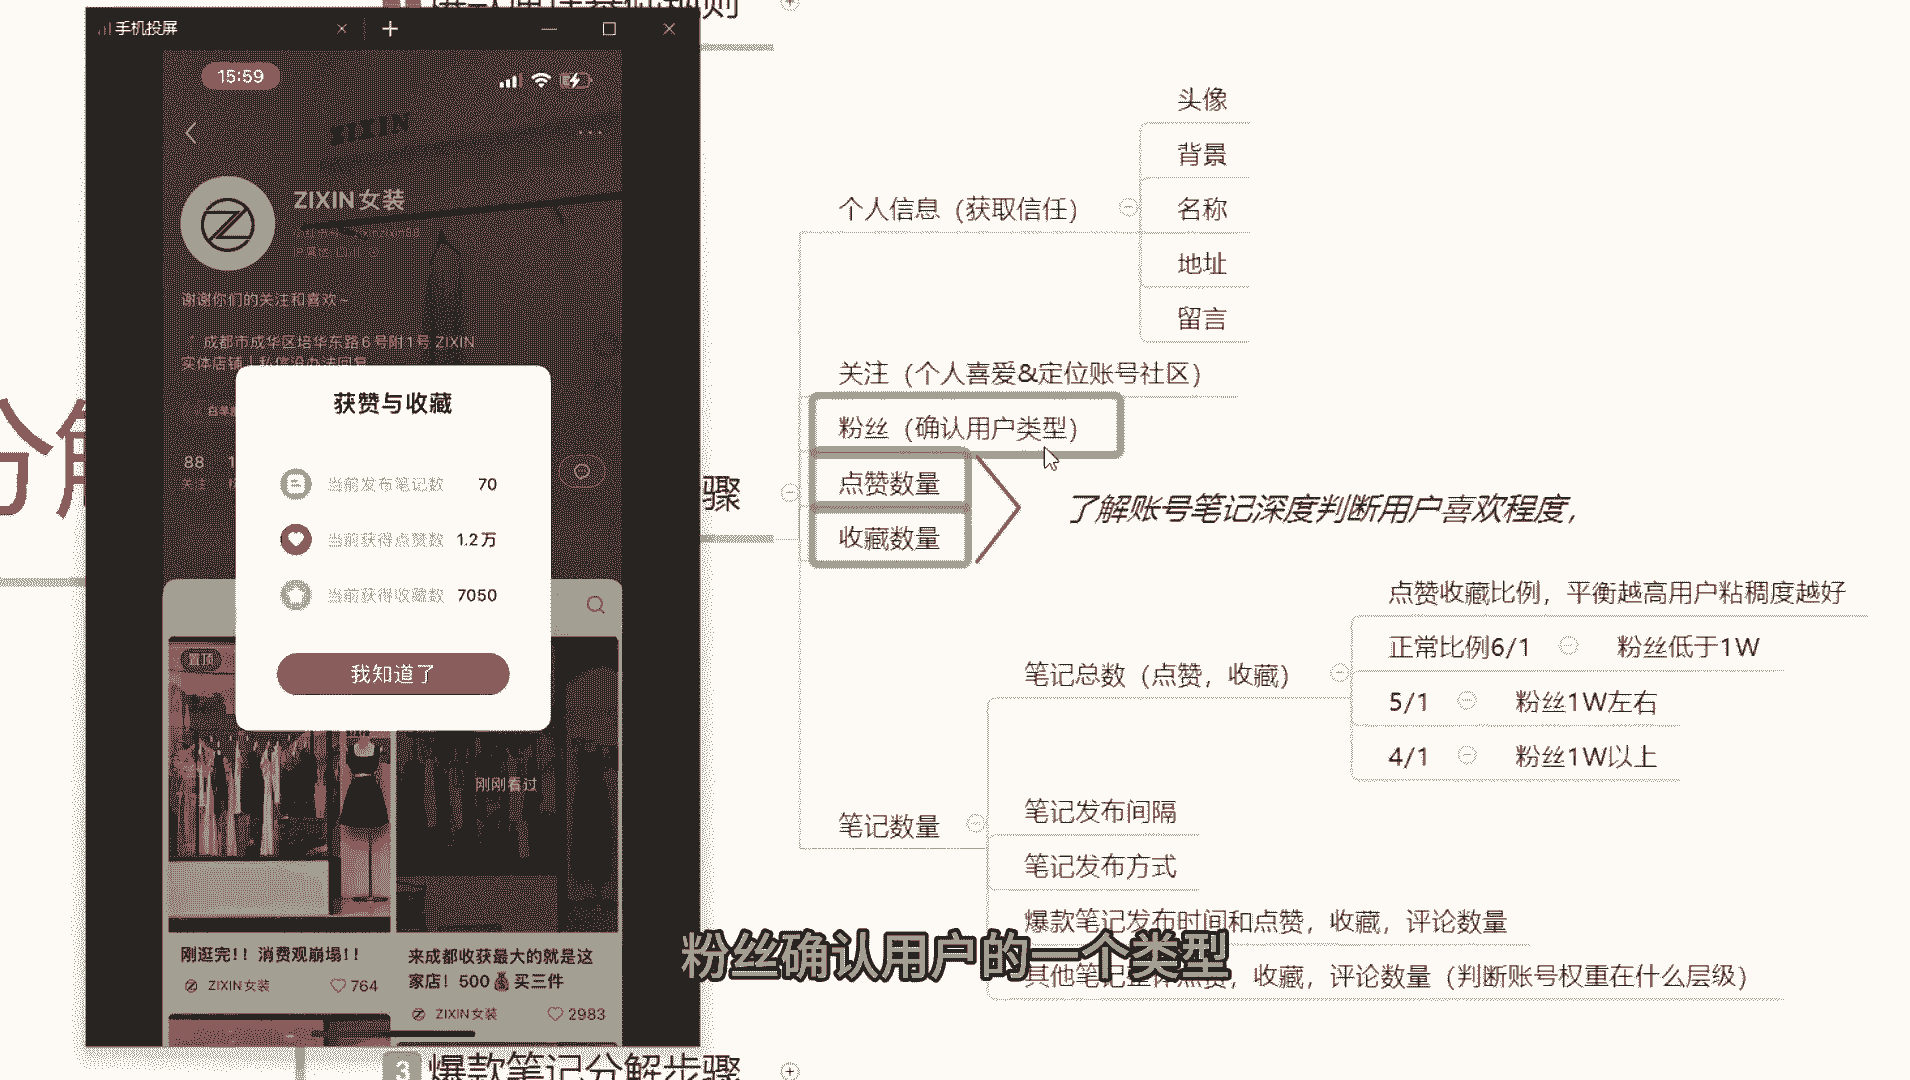 手机投屏
15:59
ZIXIN
ZIXIN女装
谢谢你们的关注和喜欢~
成都市成华区培华东路6号附1号 ZIXIN
实体店铺
88
关注
获赞与收藏
当前发布笔记数 70
当前获得点赞数 1.2万
当前获得收藏数 7050
我知道了
置顶
刚刚看过
刚逛完!! 消费观崩塌!!
ZIXIN女装 764
来成都收获最大的就是这
家店! 500💰买三件
ZIXIN女装 2983
骤
个人信息（获取信任）
头像
背景
名称
地址
留言
关注（个人喜爱&定位账号社区）
粉丝（确认用户类型）
点赞数量
收藏数量
了解账号笔记深度判断用户喜欢程度，
笔记数量
笔记总数（点赞，收藏）
点赞收藏比例，平衡越高用户粘稠度越好
正常比例6/1 粉丝低于1W
5/1 粉丝1W左右
4/1 粉丝1W以上
笔记发布间隔
笔记发布方式
爆款笔记发布时间和点赞，收藏，评论数量
其他笔记整体点赞，收藏，评论数量（判断账号权重在什么层级）
粉丝确认用户的一个类型
3 爆款笔记分解步骤